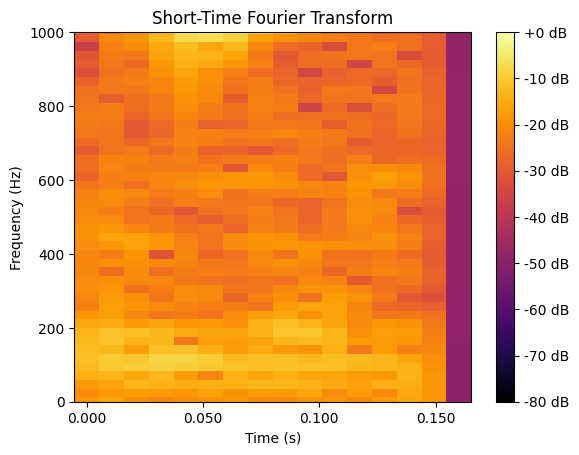 Short-Time Fourier Transform
1000
800
600
400
200
0
Frequency (Hz)
0.000
0.050
0.100
0.150
Time (s)
+0 dB
-10 dB
-20 dB
-30 dB
-40 dB
-50 dB
-60 dB
-70 dB
-80 dB